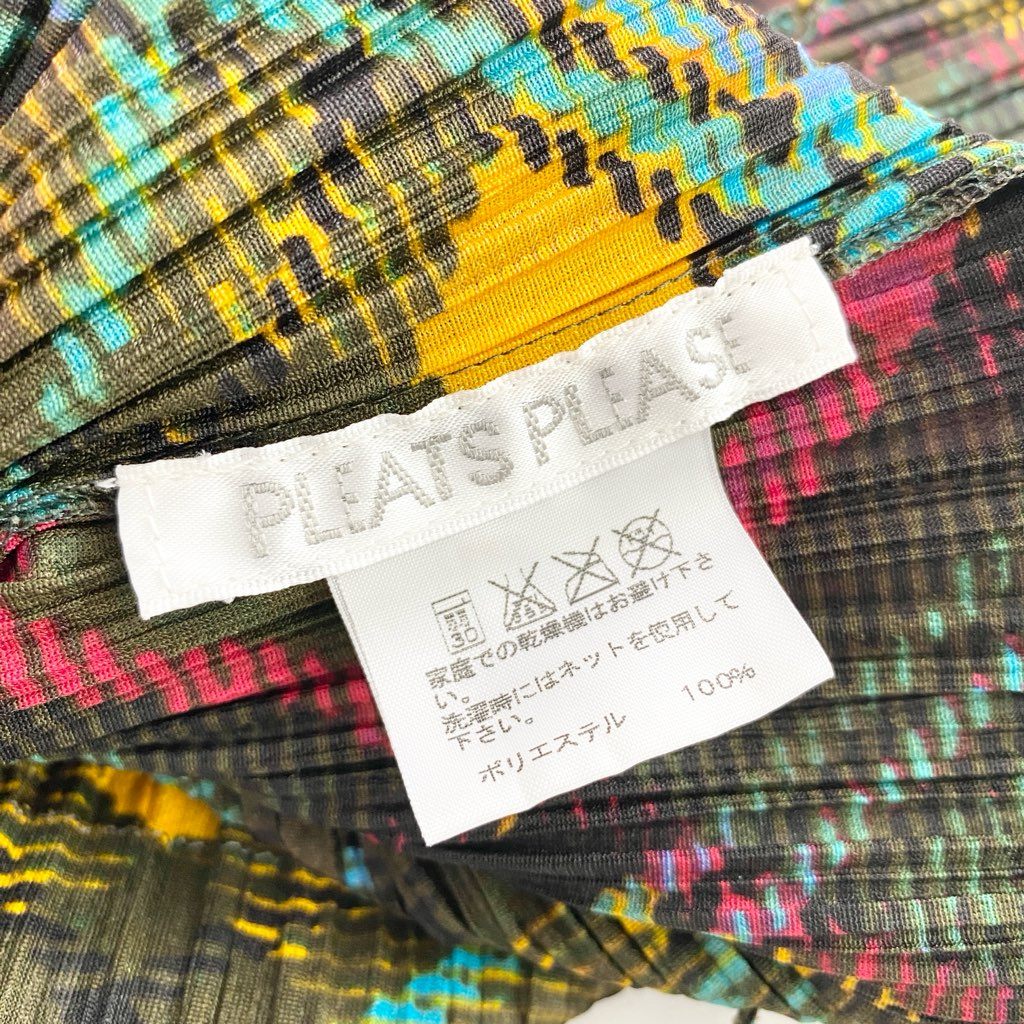 PLEATS PLEASE
30
家庭での乾燥機はお避け下さ
い。
洗濯時にはネットを使用して
下さい。
ポリエステル 100%